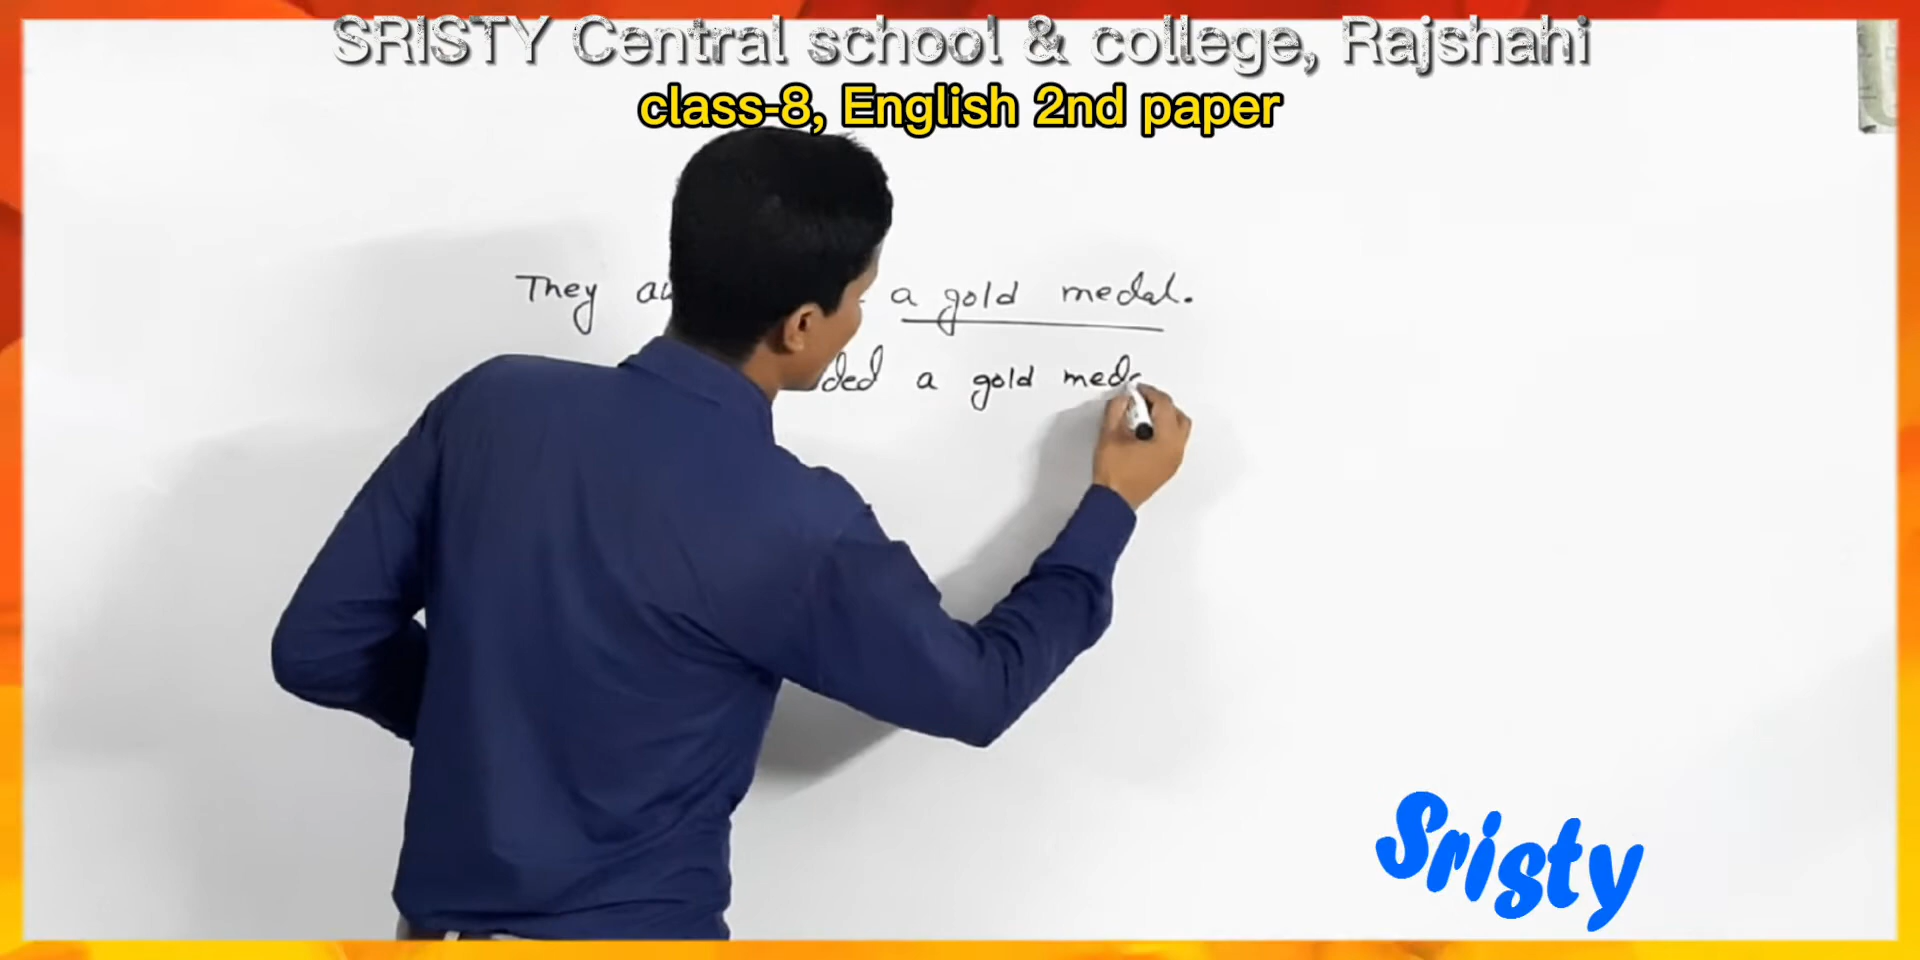 SRISTY Central school & college, Rajshahi
class-8, English 2nd paper
They a gold medal.
a gold
Sristy